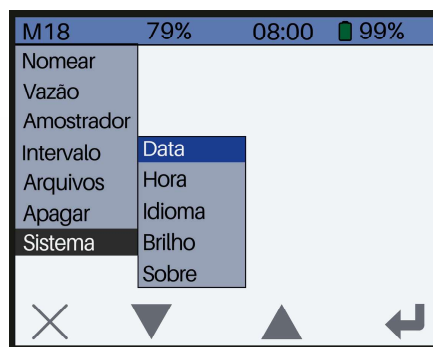 M18 79% 08:00 99%
Nomear
Vazão
Amostrador
Intervalo
Arquivos
Apagar
Sistema
Data
Hora
Idioma
Brilho
Sobre